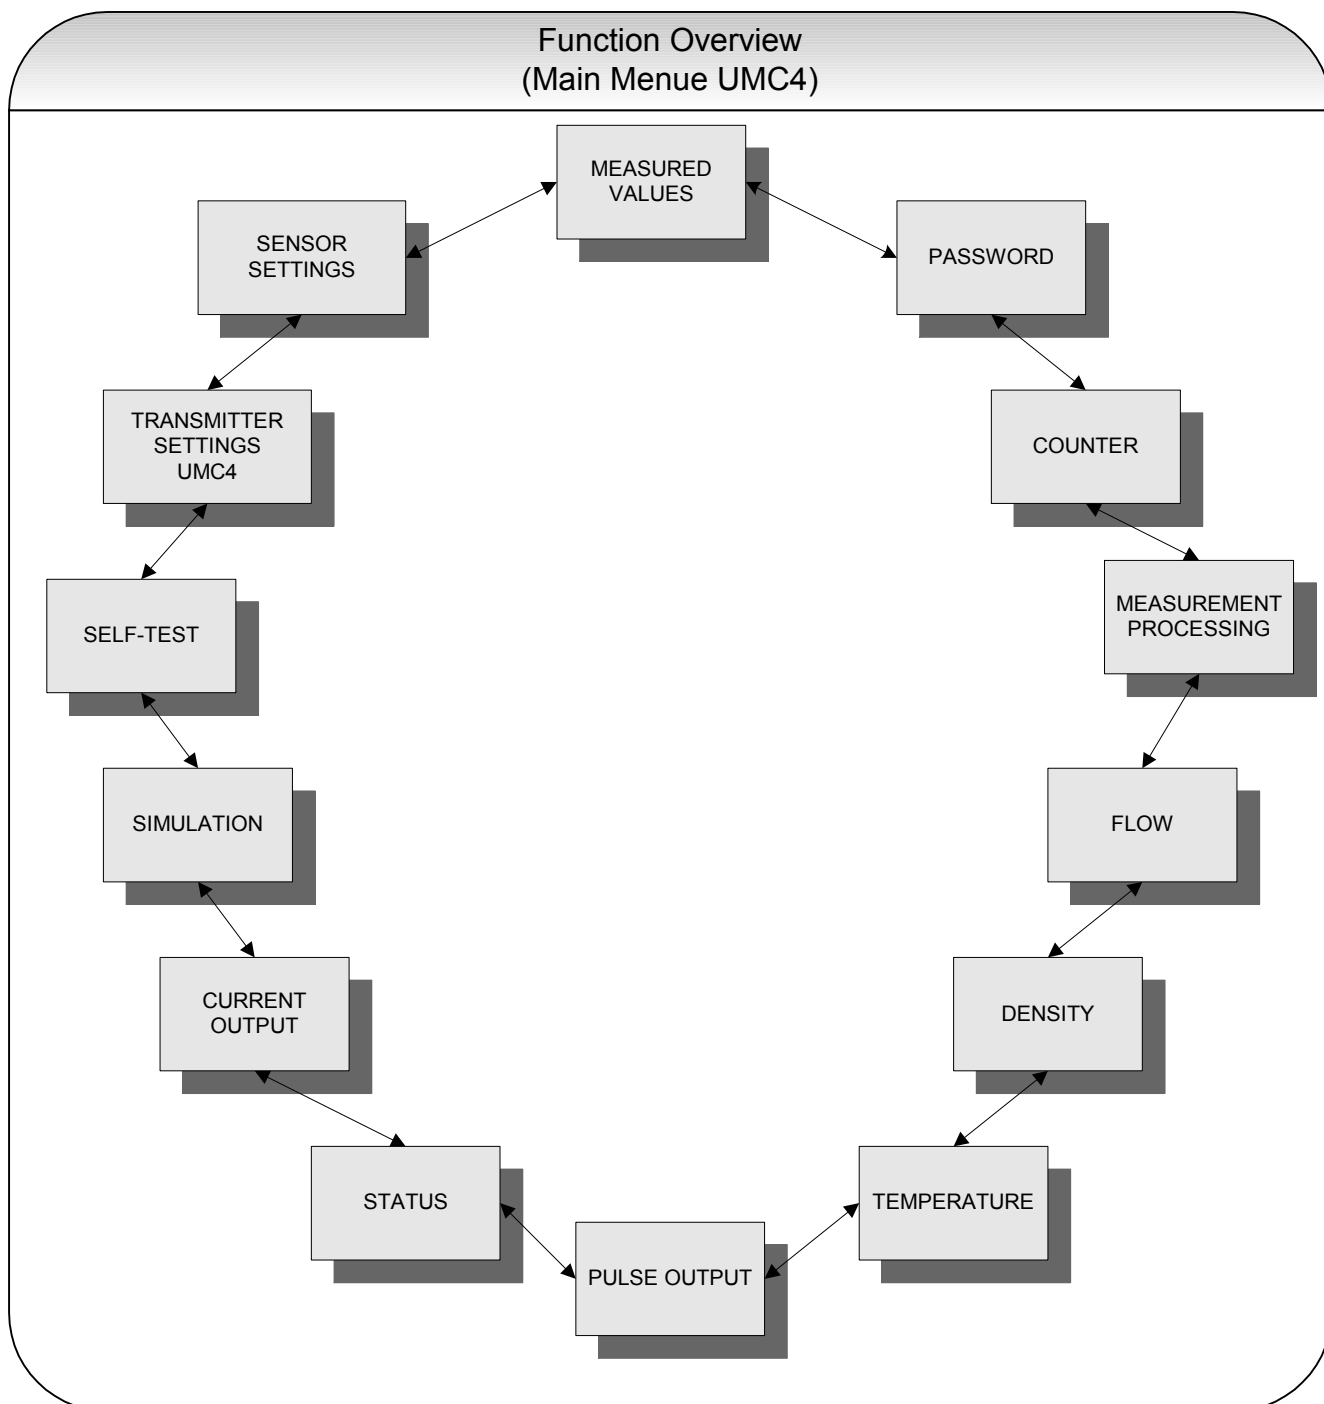 Function Overview
(Main Menue UMC4)
MEASURED
VALUES
SENSOR
SETTINGS
PASSWORD
TRANSMITTER
SETTINGS
UMC4
COUNTER
MEASUREMENT
PROCESSING
SELF-TEST
SIMULATION
FLOW
CURRENT
OUTPUT
DENSITY
STATUS
TEMPERATURE
PULSE OUTPUT